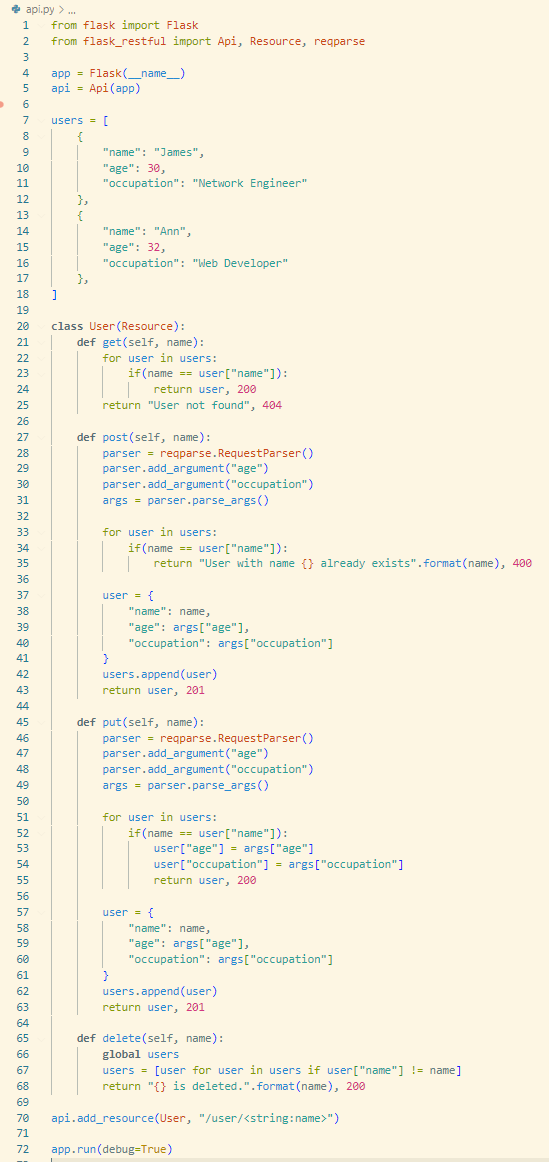 api.py > ...
1 from flask import Flask
2 from flask_restful import Api, Resource, reqparse
3
4 app = Flask(__name__)
5 api = Api(app)
6
7 users = [
8     {
9         "name": "James",
10         "age": 30,
11         "occupation": "Network Engineer"
12     },
13     {
14         "name": "Ann",
15         "age": 32,
16         "occupation": "Web Developer"
17     },
18 ]
19
20 class User(Resource):
21     def get(self, name):
22         for user in users:
23             if(name == user["name"]):
24                 return user, 200
25         return "User not found", 404
26
27     def post(self, name):
28         parser = reqparse.RequestParser()
29         parser.add_argument("age")
30         parser.add_argument("occupation")
31         args = parser.parse_args()
32
33         for user in users:
34             if(name == user["name"]):
35                 return "User with name {} already exists".format(name), 400
36
37         user = {
38             "name": name,
39             "age": args["age"],
40             "occupation": args["occupation"]
41         }
42         users.append(user)
43         return user, 201
44
45     def put(self, name):
46         parser = reqparse.RequestParser()
47         parser.add_argument("age")
48         parser.add_argument("occupation")
49         args = parser.parse_args()
50
51         for user in users:
52             if(name == user["name"]):
53                 user["age"] = args["age"]
54                 user["occupation"] = args["occupation"]
55                 return user, 200
56
57         user = {
58             "name": name,
59             "age": args["age"],
60             "occupation": args["occupation"]
61         }
62         users.append(user)
63         return user, 201
64
65     def delete(self, name):
66         global users
67         users = [user for user in users if user["name"] != name]
68         return "{} is deleted.".format(name), 200
69
70 api.add_resource(User, "/user/<string:name>")
71
72 app.run(debug=True)